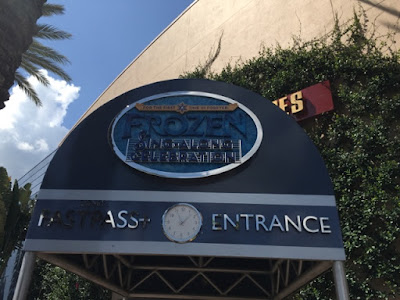 FROZEN
SING-ALONG
CELEBRATION
FASTPASS+ ENTRANCE